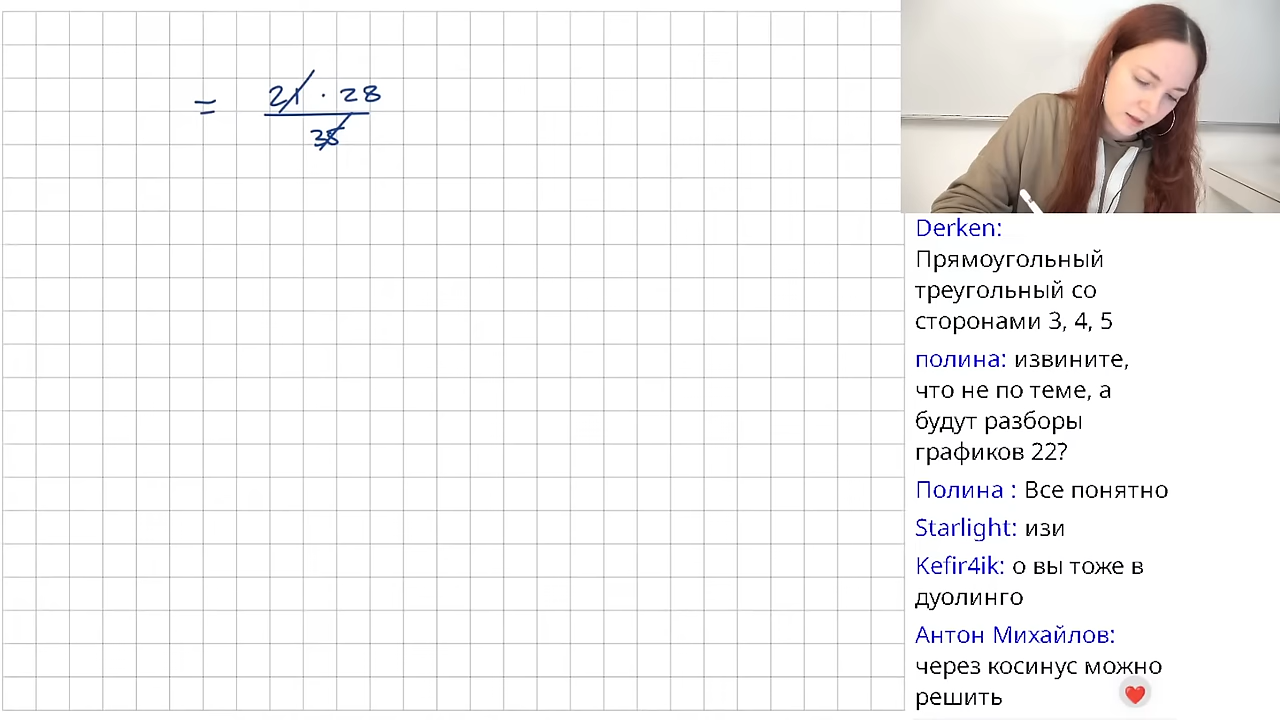 = 21 · 28
35
Derken:
Прямоугольный
треугольный со
сторонами 3, 4, 5
полина: извините,
что не по теме, а
будут разборы
графиков 22?
Полина : Все понятно
Starlight: изи
Kefir4ik: о вы тоже в
дуолинго
Антон Михайлов:
через косинус можно
решить